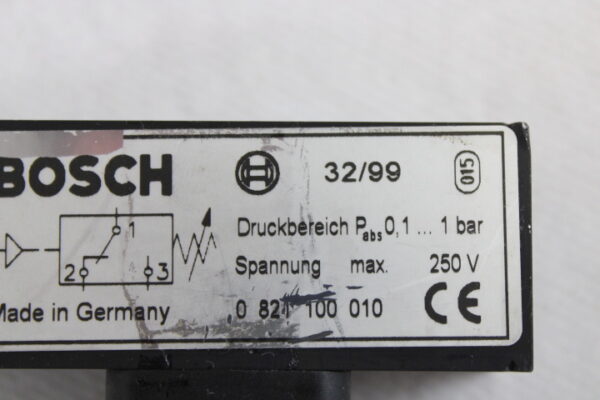 BOSCH 32/99 015
Druckbereich Pabs 0,1 ... 1 bar
1
2 3
Spannung max. 250 V
Made in Germany 0 821 100 010 CE